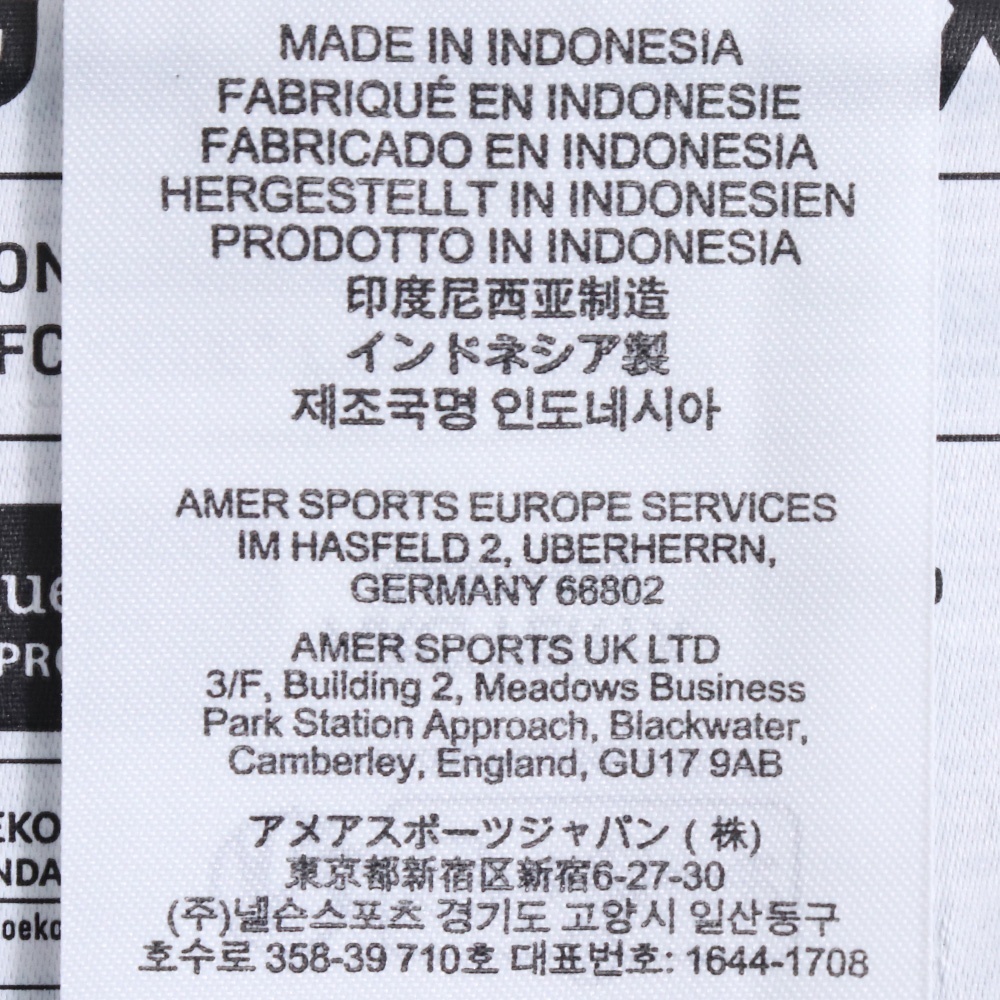 MADE IN INDONESIA
FABRIQUÉ EN INDONESIE
FABRICADO EN INDONESIA
HERGESTELLT IN INDONESIEN
PRODOTTO IN INDONESIA
印度尼西亚制造
インドネシア製
제조국명 인도네시아
AMER SPORTS EUROPE SERVICES
IM HASFELD 2, UBERHERRN,
GERMANY 66802
AMER SPORTS UK LTD
3/F, Building 2, Meadows Business
Park Station Approach, Blackwater,
Camberley, England, GU17 9AB
アメアスポーツジャパン ( 株)
東京都新宿区新宿6-27-30
(주)넬슨스포츠 경기도 고양시 일산동구
호수로 358-39 710호 대표번호: 1644-1708